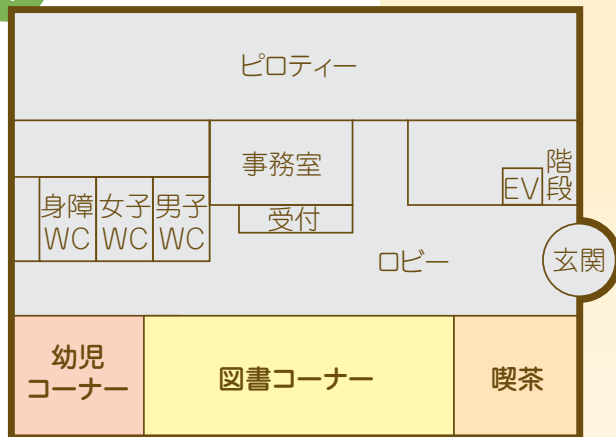 ピロティー
事務室
階段
EV
身障
WC
女子
WC
男子
WC
受付
ロビー
玄関
幼児
コーナー
図書コーナー
喫茶